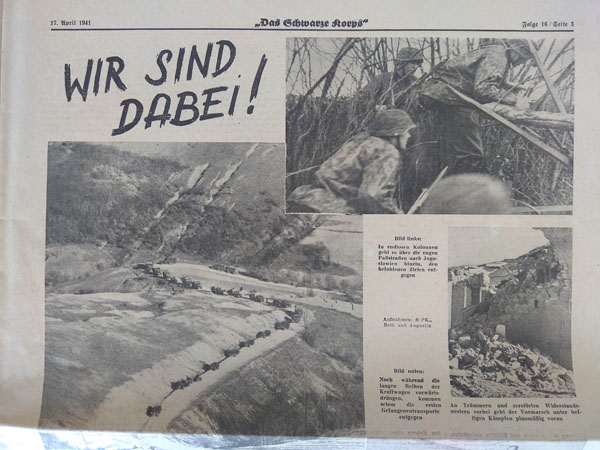 17. April 1941
„Das Schwarze Korps“
Folge 16 / Seite 3
WIR SIND
DABEI!
Bild links:
In endlosen Kolonnen
geht es über die engen
Paßstraßen nach Jugo-
slawien hinein, den
befohlenen Zielen ent-
gegen
Aufnahmen: ᛋᛋ-PK.,
Roth und Augustin
Bild unten:
Noch während die
langen Reihen der
Kraftwagen vorwärts-
drängen, kommen
schon die ersten
Gefangenentransporte
entgegen
An Trümmern und zerstörten Widerstands-
nestern vorbei geht der Vormarsch unter hef-
tigen Kämpfen planmäßig voran